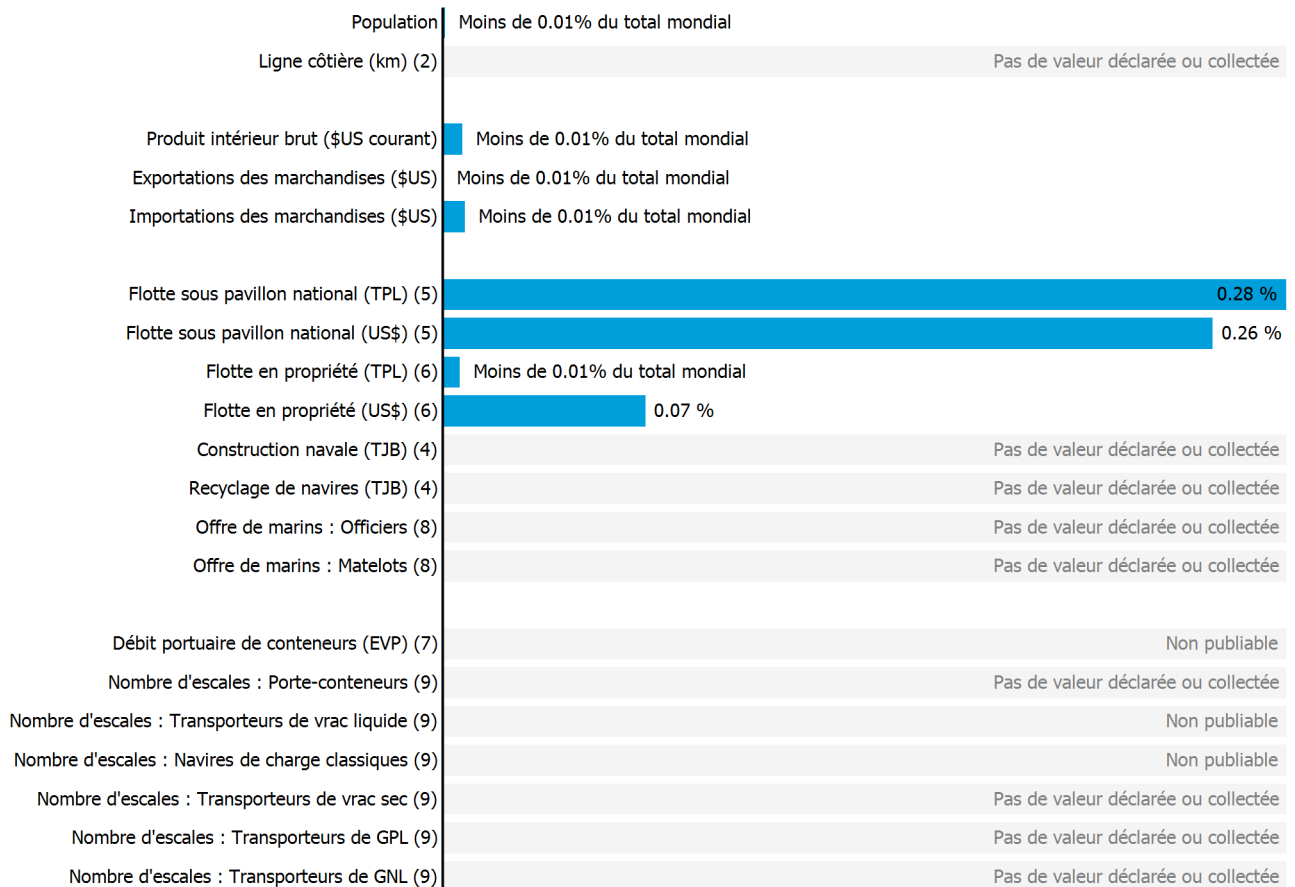 Population Moins de 0.01% du total mondial
Ligne côtière (km) (2) Pas de valeur déclarée ou collectée
Produit intérieur brut ($US courant) Moins de 0.01% du total mondial
Exportations des marchandises ($US) Moins de 0.01% du total mondial
Importations des marchandises ($US) Moins de 0.01% du total mondial
Flotte sous pavillon national (TPL) (5) 0.28 %
Flotte sous pavillon national (US$) (5) 0.26 %
Flotte en propriété (TPL) (6) Moins de 0.01% du total mondial
Flotte en propriété (US$) (6) 0.07 %
Construction navale (TJB) (4) Pas de valeur déclarée ou collectée
Recyclage de navires (TJB) (4) Pas de valeur déclarée ou collectée
Offre de marins : Officiers (8) Pas de valeur déclarée ou collectée
Offre de marins : Matelots (8) Pas de valeur déclarée ou collectée
Débit portuaire de conteneurs (EVP) (7) Non publiable
Nombre d'escales : Porte-conteneurs (9) Pas de valeur déclarée ou collectée
Nombre d'escales : Transporteurs de vrac liquide (9) Non publiable
Nombre d'escales : Navires de charge classiques (9) Non publiable
Nombre d'escales : Transporteurs de vrac sec (9) Pas de valeur déclarée ou collectée
Nombre d'escales : Transporteurs de GPL (9) Pas de valeur déclarée ou collectée
Nombre d'escales : Transporteurs de GNL (9) Pas de valeur déclarée ou collectée